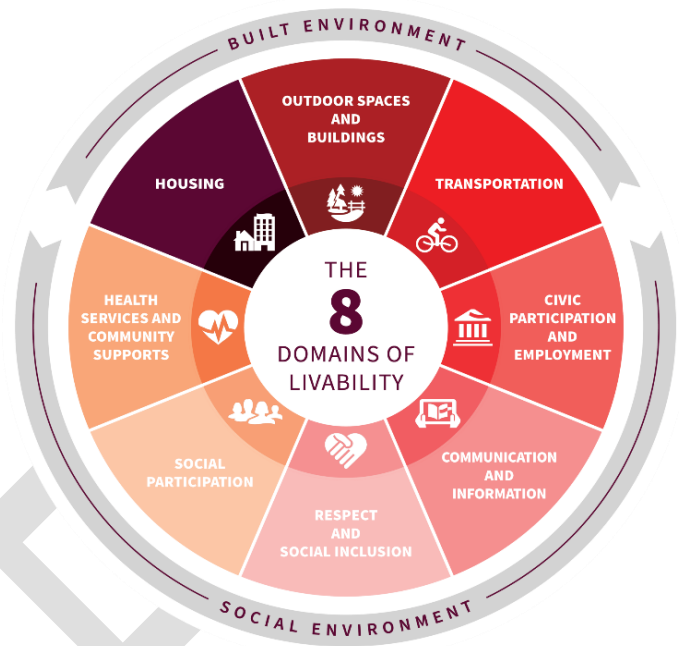 BUILT ENVIRONMENT
OUTDOOR SPACES
AND
BUILDINGS
HOUSING
TRANSPORTATION
THE
8
DOMAINS OF
LIVABILITY
HEALTH
SERVICES AND
COMMUNITY
SUPPORTS
CIVIC
PARTICIPATION
AND
EMPLOYMENT
SOCIAL
PARTICIPATION
COMMUNICATION
AND
INFORMATION
RESPECT
AND
SOCIAL INCLUSION
SOCIAL ENVIRONMENT